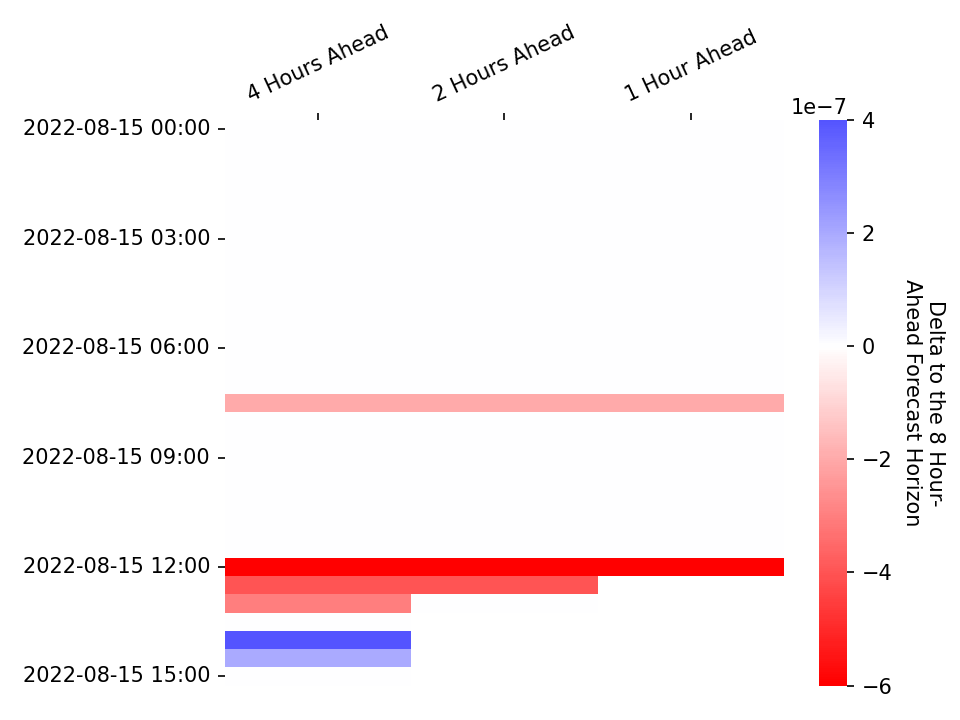 4 Hours Ahead
2 Hours Ahead
1 Hour Ahead
1e−7
2022-08-15 00:00
2022-08-15 03:00
2022-08-15 06:00
2022-08-15 09:00
2022-08-15 12:00
2022-08-15 15:00
4
2
0
−2
−4
−6
Delta to the 8 Hour-
Ahead Forecast Horizon